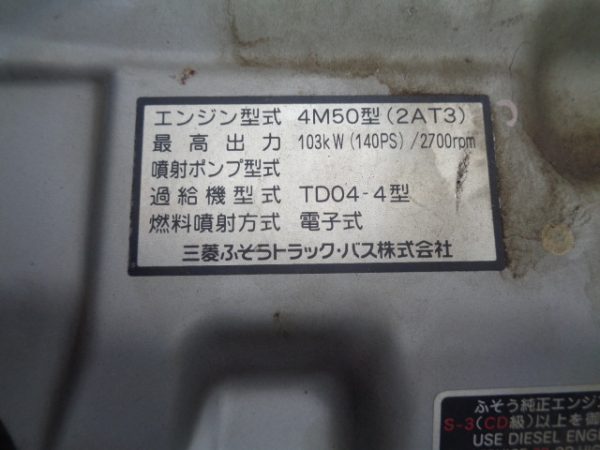 エンジン型式 4M50型(2AT3)
最高出力 103kW(140PS)/2700rpm
噴射ポンプ型式
過給機型式 TD04-4型
燃料噴射方式 電子式
三菱ふそうトラック・バス株式会社
ふそう純正エンジ
S-3(CD級)以上を御
USE DIESEL ENG